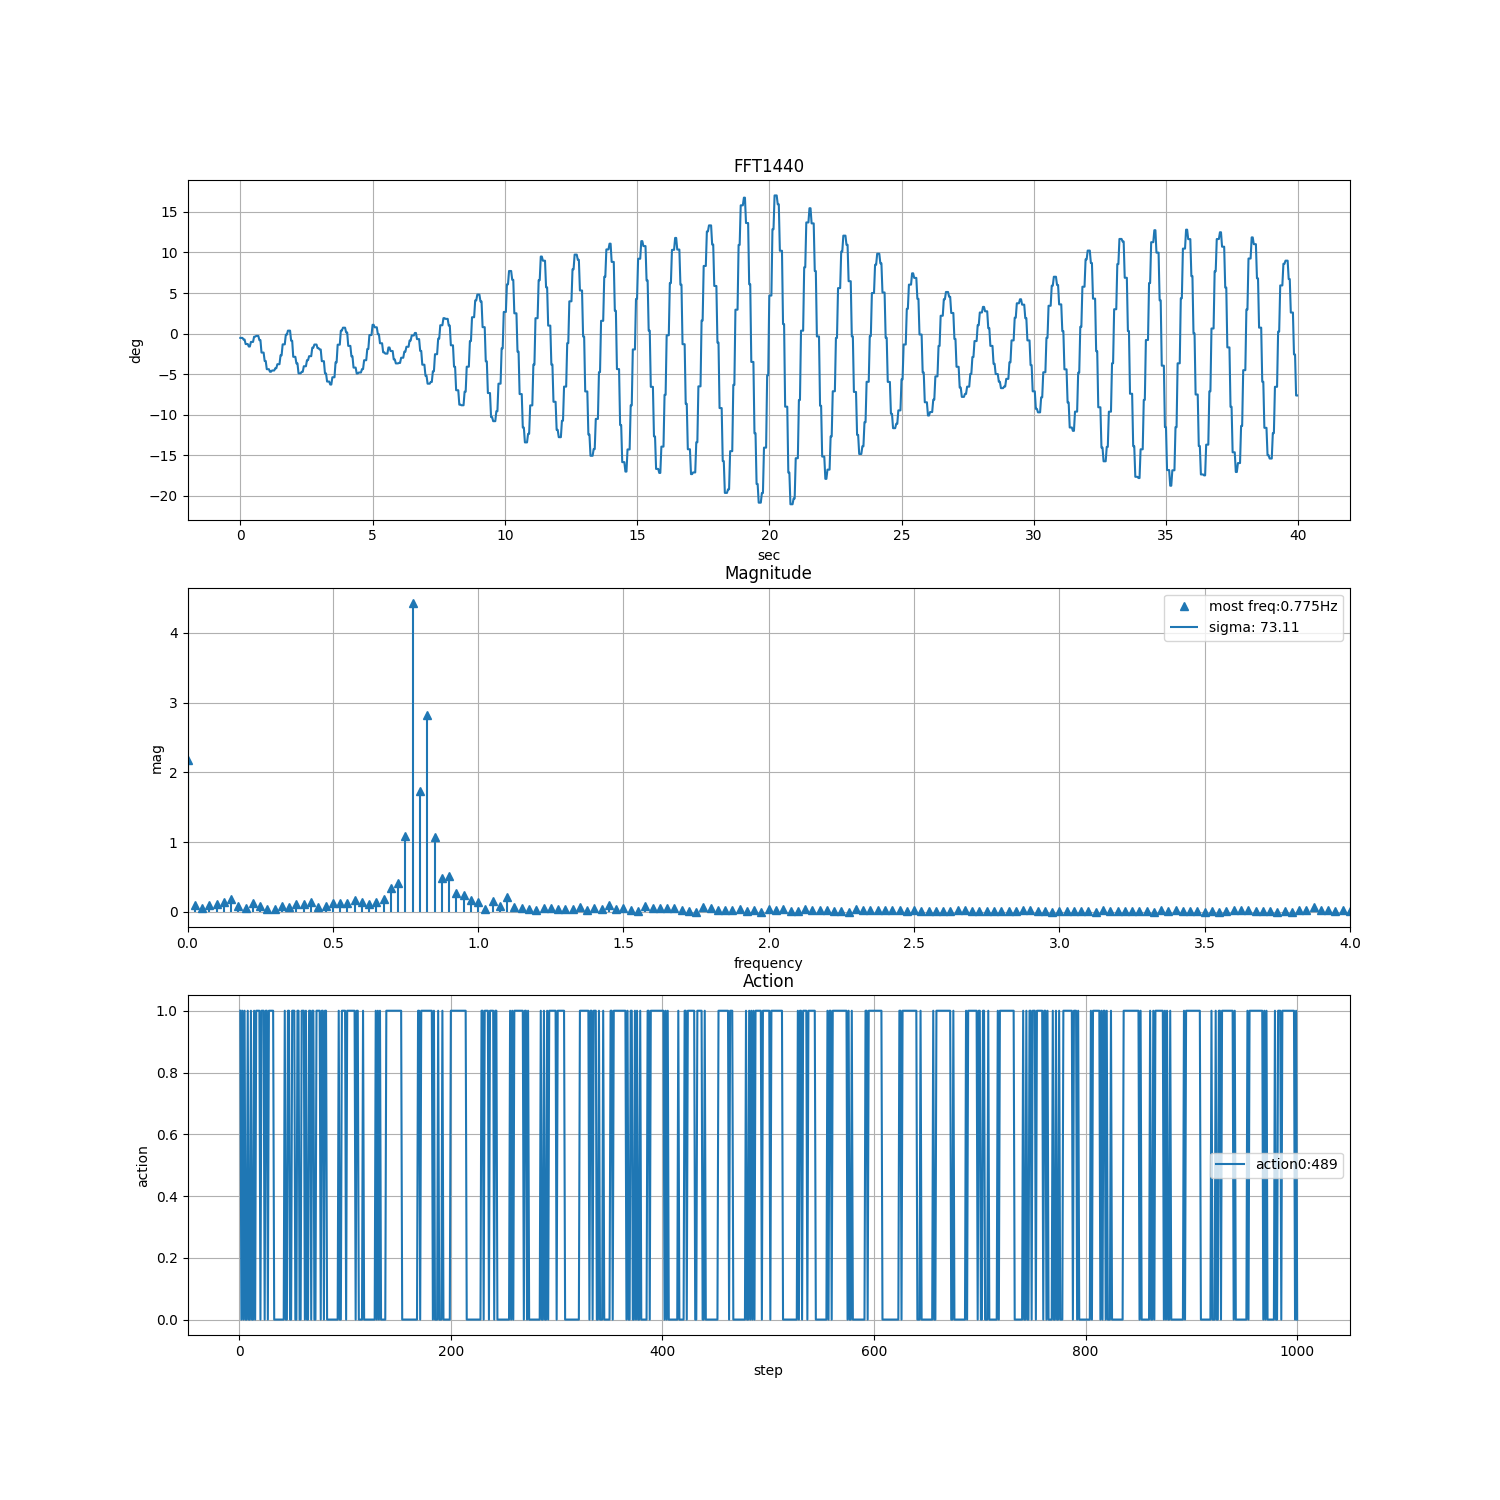 FFT1440
15
10
5
0
−5
−10
−15
−20
deg
0 5 10 15 20 25 30 35 40
sec
Magnitude
most freq:0.775Hz
sigma: 73.11
4
3
2
1
0
mag
0.0 0.5 1.0 1.5 2.0 2.5 3.0 3.5 4.0
frequency
Action
1.0
0.8
0.6
0.4
0.2
0.0
action
action0:489
0 200 400 600 800 1000
step